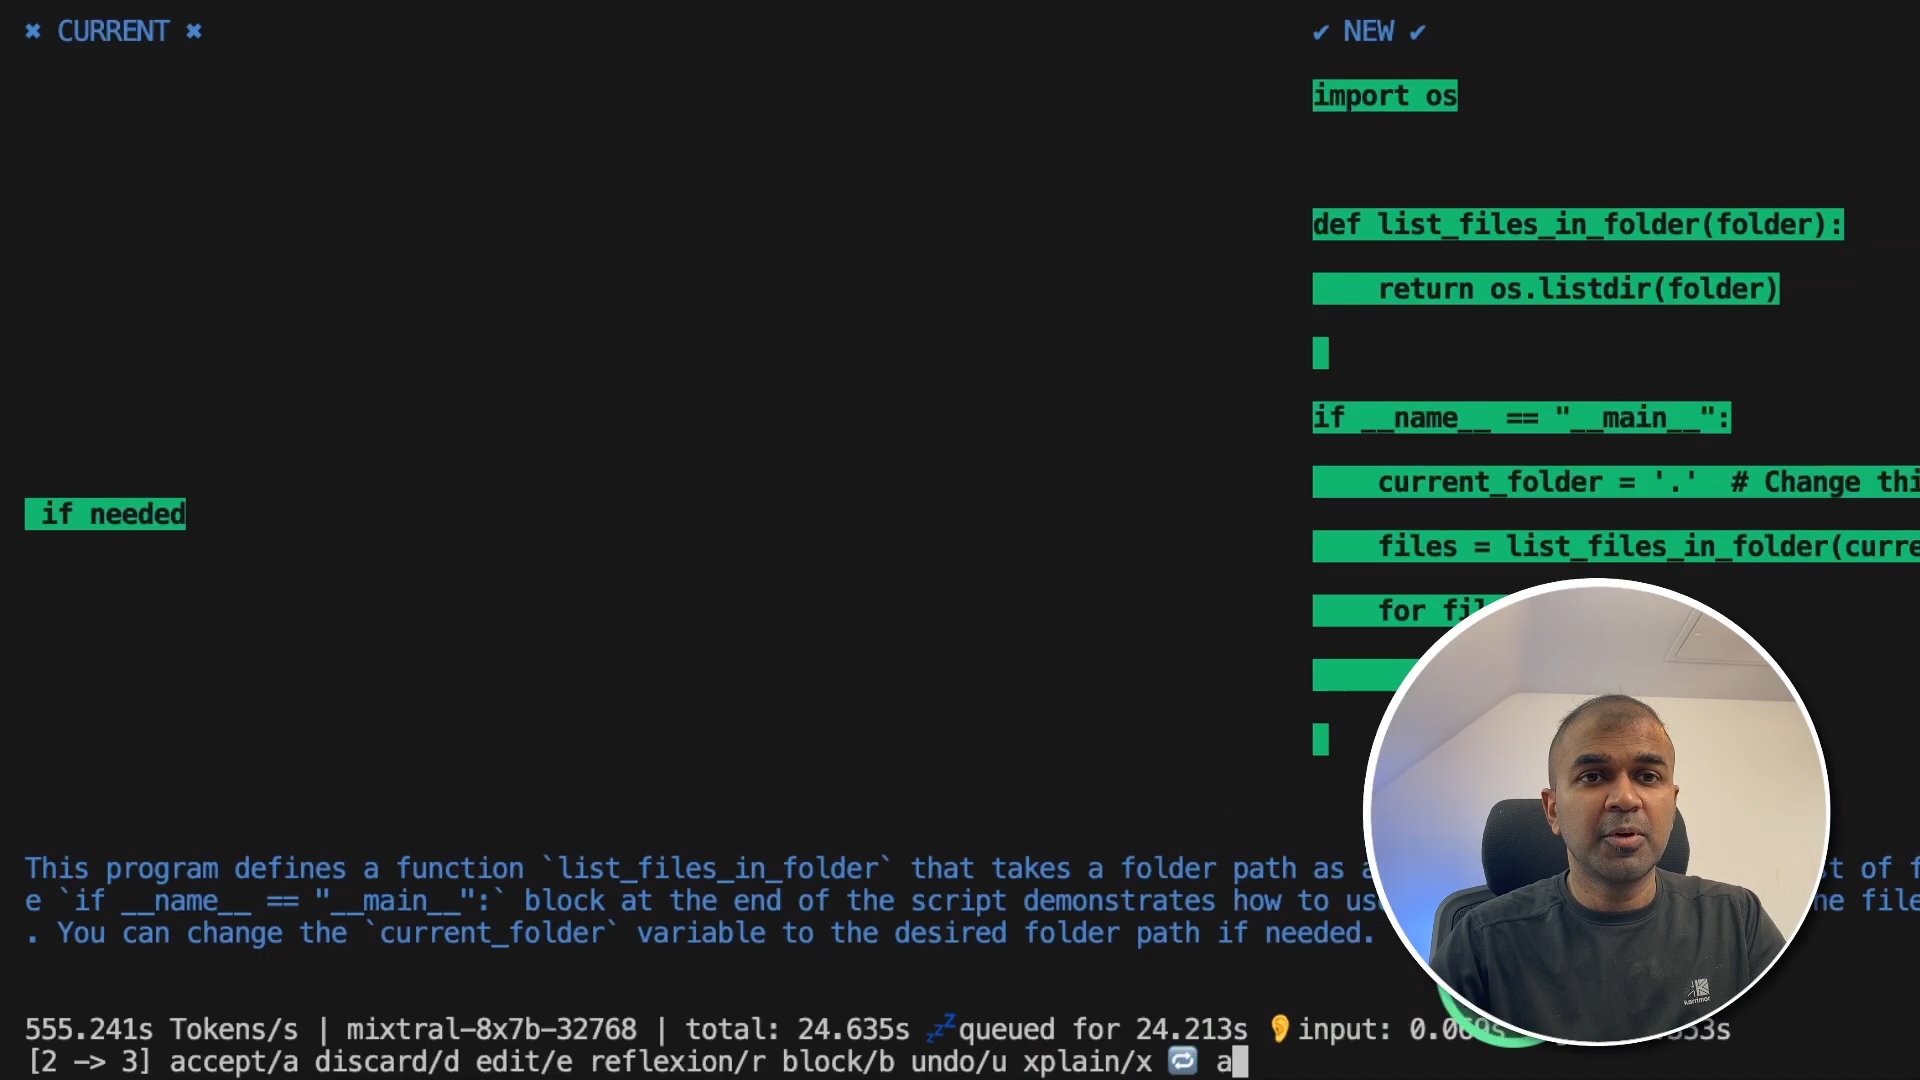 ✖ CURRENT ✖
✔ NEW ✔
import os
def list_files_in_folder(folder):
    return os.listdir(folder)
if __name__ == "__main__":
    current_folder = '.'  # Change
 if needed
    files = list_files_in_folder(
    for
This program defines a function `list_files_in_folder` that takes a folder path as
e `if __name__ == "__main__":` block at the end of the script demonstrates how to
. You can change the `current_folder` variable to the desired folder path if needed.
karrimor
555.241s Tokens/s | mixtral-8x7b-32768 | total: 24.635s 💤queued for 24.213s 👂input:
[2 -> 3] accept/a discard/d edit/e reflexion/r block/b undo/u xplain/x 🔁 a